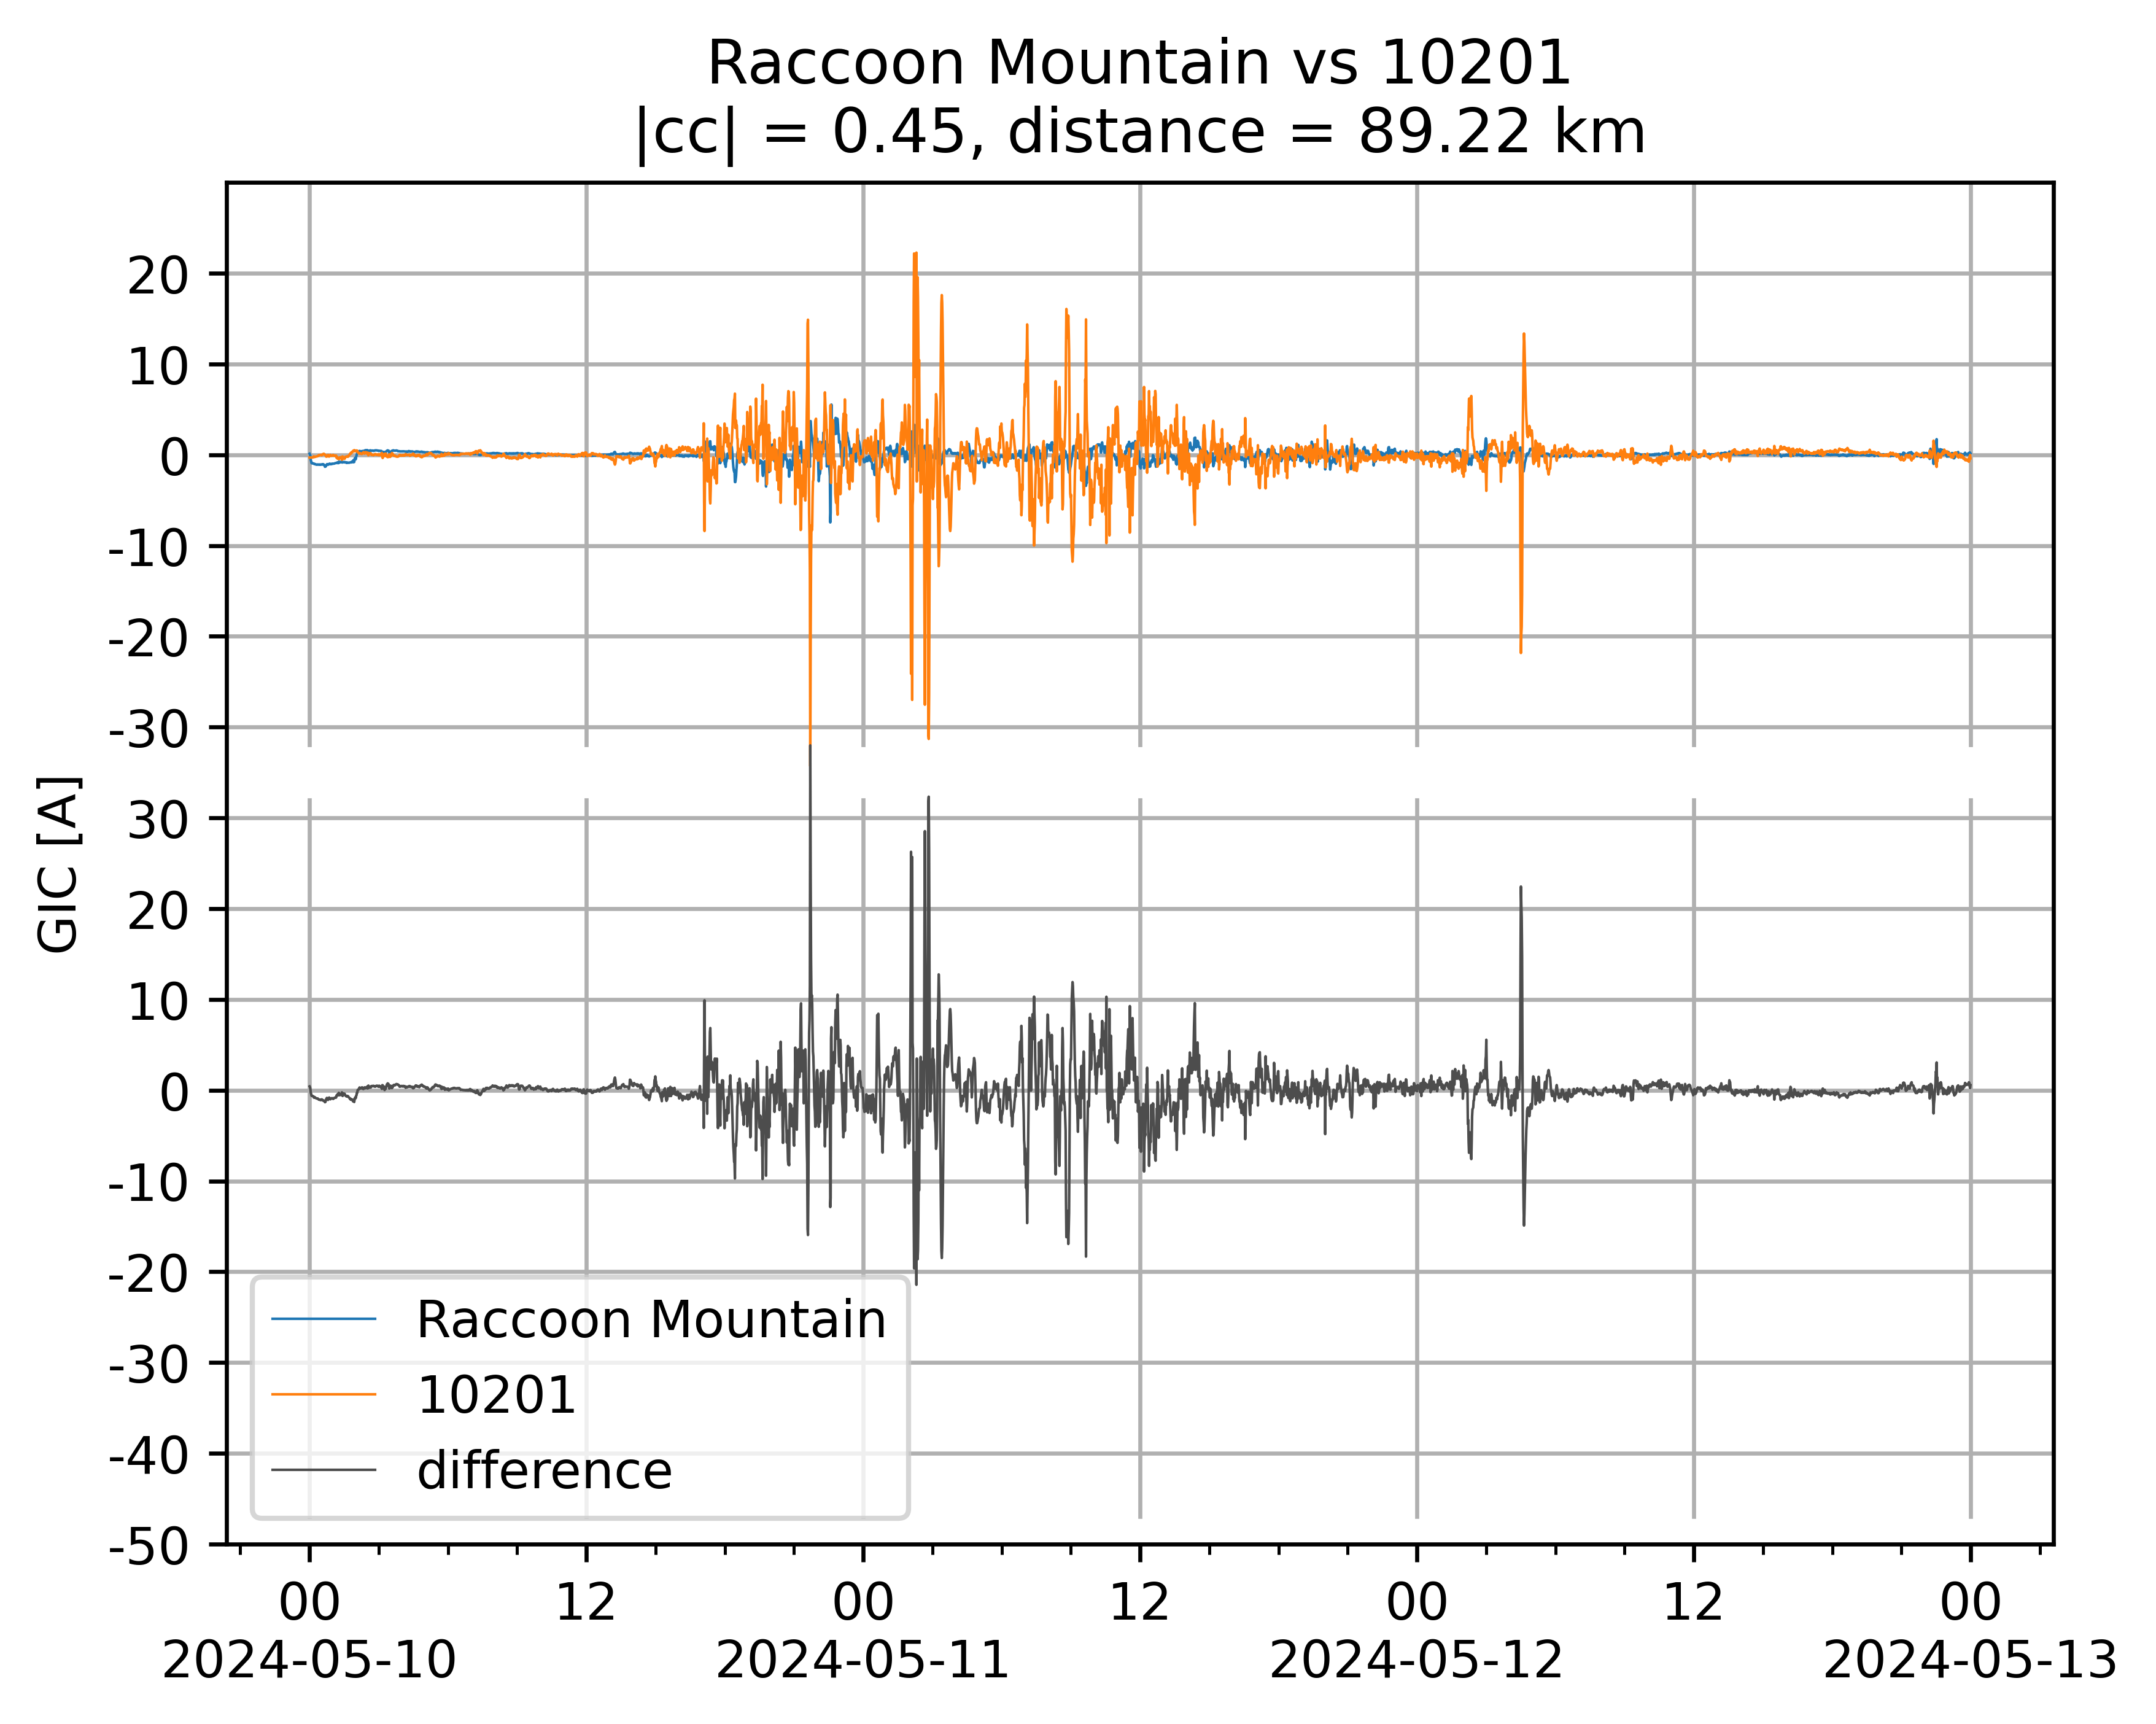 Raccoon Mountain vs 10201
|cc| = 0.45, distance = 89.22 km
GIC [A]
20
10
0
-10
-20
-30
30
20
10
0
-10
-20
-30
-40
-50
Raccoon Mountain
10201
difference
00 12 00 12 00 12 00
2024-05-10 2024-05-11 2024-05-12 2024-05-13